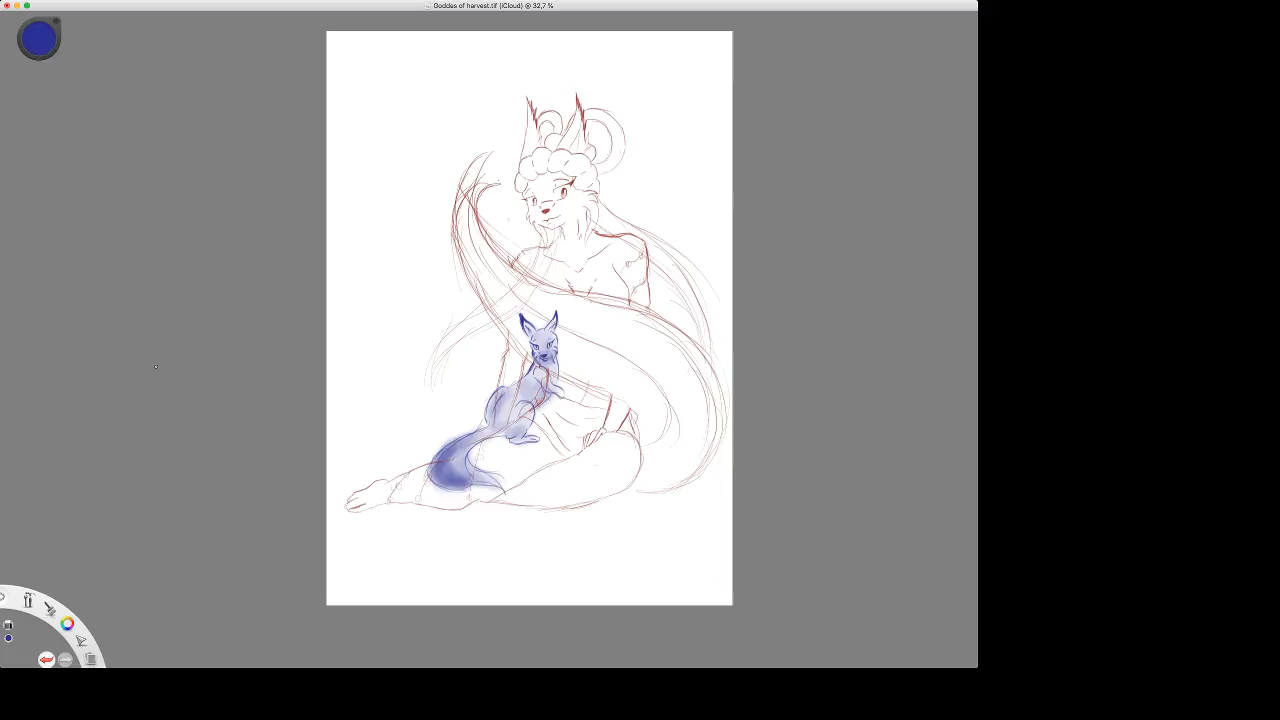 Goddes of harvest.tif (iCloud) @ 32,7 %